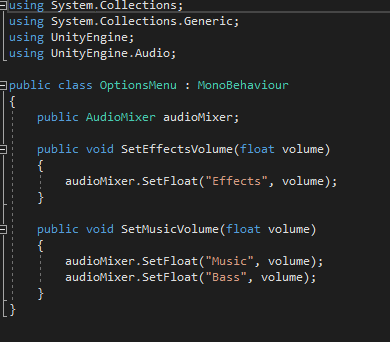 using System.Collections;
using System.Collections.Generic;
using UnityEngine;
using UnityEngine.Audio;
public class OptionsMenu : MonoBehaviour
{
public AudioMixer audioMixer;
public void SetEffectsVolume(float volume)
{
audioMixer.SetFloat("Effects", volume);
}
public void SetMusicVolume(float volume)
{
audioMixer.SetFloat("Music", volume);
audioMixer.SetFloat("Bass", volume);
}
}